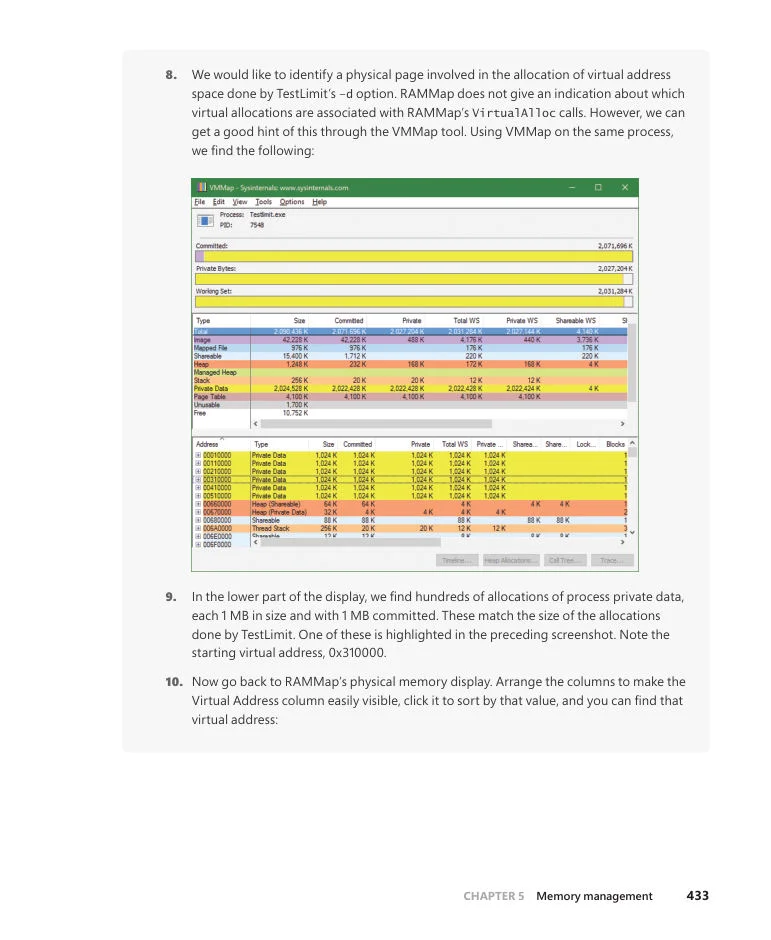 8. We would like to identify a physical page involved in the allocation of virtual address
space done by TestLimit’s –d option. RAMMap does not give an indication about which
virtual allocations are associated with RAMMap’s VirtualAlloc calls. However, we can
get a good hint of this through the VMMap tool. Using VMMap on the same process,
we find the following:
VMMap - Sysinternals: www.sysinternals.com
File Edit View Tools Options Help
Process: Testlimit.exe
PID: 7548
Committed: 2,071,696 K
Private Bytes: 2,027,204 K
Working Set: 2,031,284 K
Type Size Committed Private Total WS Private WS Shareable WS Sl
Total 2,090,436 K 2,071,696 K 2,027,204 K 2,031,284 K 2,027,144 K 4,140 K
Image 42,228 K 42,228 K 488 K 4,176 K 440 K 3,736 K
Mapped File 976 K 976 K 176 K 176 K
Shareable 15,400 K 1,712 K 220 K 220 K
Heap 1,248 K 232 K 168 K 172 K 168 K 4 K
Managed Heap
Stack 256 K 20 K 20 K 12 K 12 K
Private Data 2,024,528 K 2,022,428 K 2,022,428 K 2,022,428 K 2,022,424 K 4 K
Page Table 4,100 K 4,100 K 4,100 K 4,100 K 4,100 K
Unusable 1,700 K
Free 10,752 K
Address Type Size Committed Private Total WS Private ... Sharea... Share... Lock... Blocks
00010000 Private Data 1,024 K 1,024 K 1,024 K 1,024 K 1,024 K 1
00110000 Private Data 1,024 K 1,024 K 1,024 K 1,024 K 1,024 K 1
00210000 Private Data 1,024 K 1,024 K 1,024 K 1,024 K 1,024 K 1
00310000 Private Data 1,024 K 1,024 K 1,024 K 1,024 K 1,024 K 1
00410000 Private Data 1,024 K 1,024 K 1,024 K 1,024 K 1,024 K 1
00510000 Private Data 1,024 K 1,024 K 1,024 K 1,024 K 1,024 K 1
00660000 Heap (Shareable) 64 K 64 K 4 K 4 K 4 K 1
00670000 Heap (Private Data) 32 K 4 K 4 K 4 K 4 K 2
00680000 Shareable 88 K 88 K 88 K 88 K 88 K 1
006A0000 Thread Stack 256 K 20 K 20 K 12 K 12 K 3
006E0000 Shareable 12 K 12 K 8 K 8 K 8 K 1
006F0000
Timeline... Heap Allocations... Call Tree... Trace...
9. In the lower part of the display, we find hundreds of allocations of process private data,
each 1 MB in size and with 1 MB committed. These match the size of the allocations
done by TestLimit. One of these is highlighted in the preceding screenshot. Note the
starting virtual address, 0x310000.
10. Now go back to RAMMap’s physical memory display. Arrange the columns to make the
Virtual Address column easily visible, click it to sort by that value, and you can find that
virtual address:
CHAPTER 5 Memory management 433